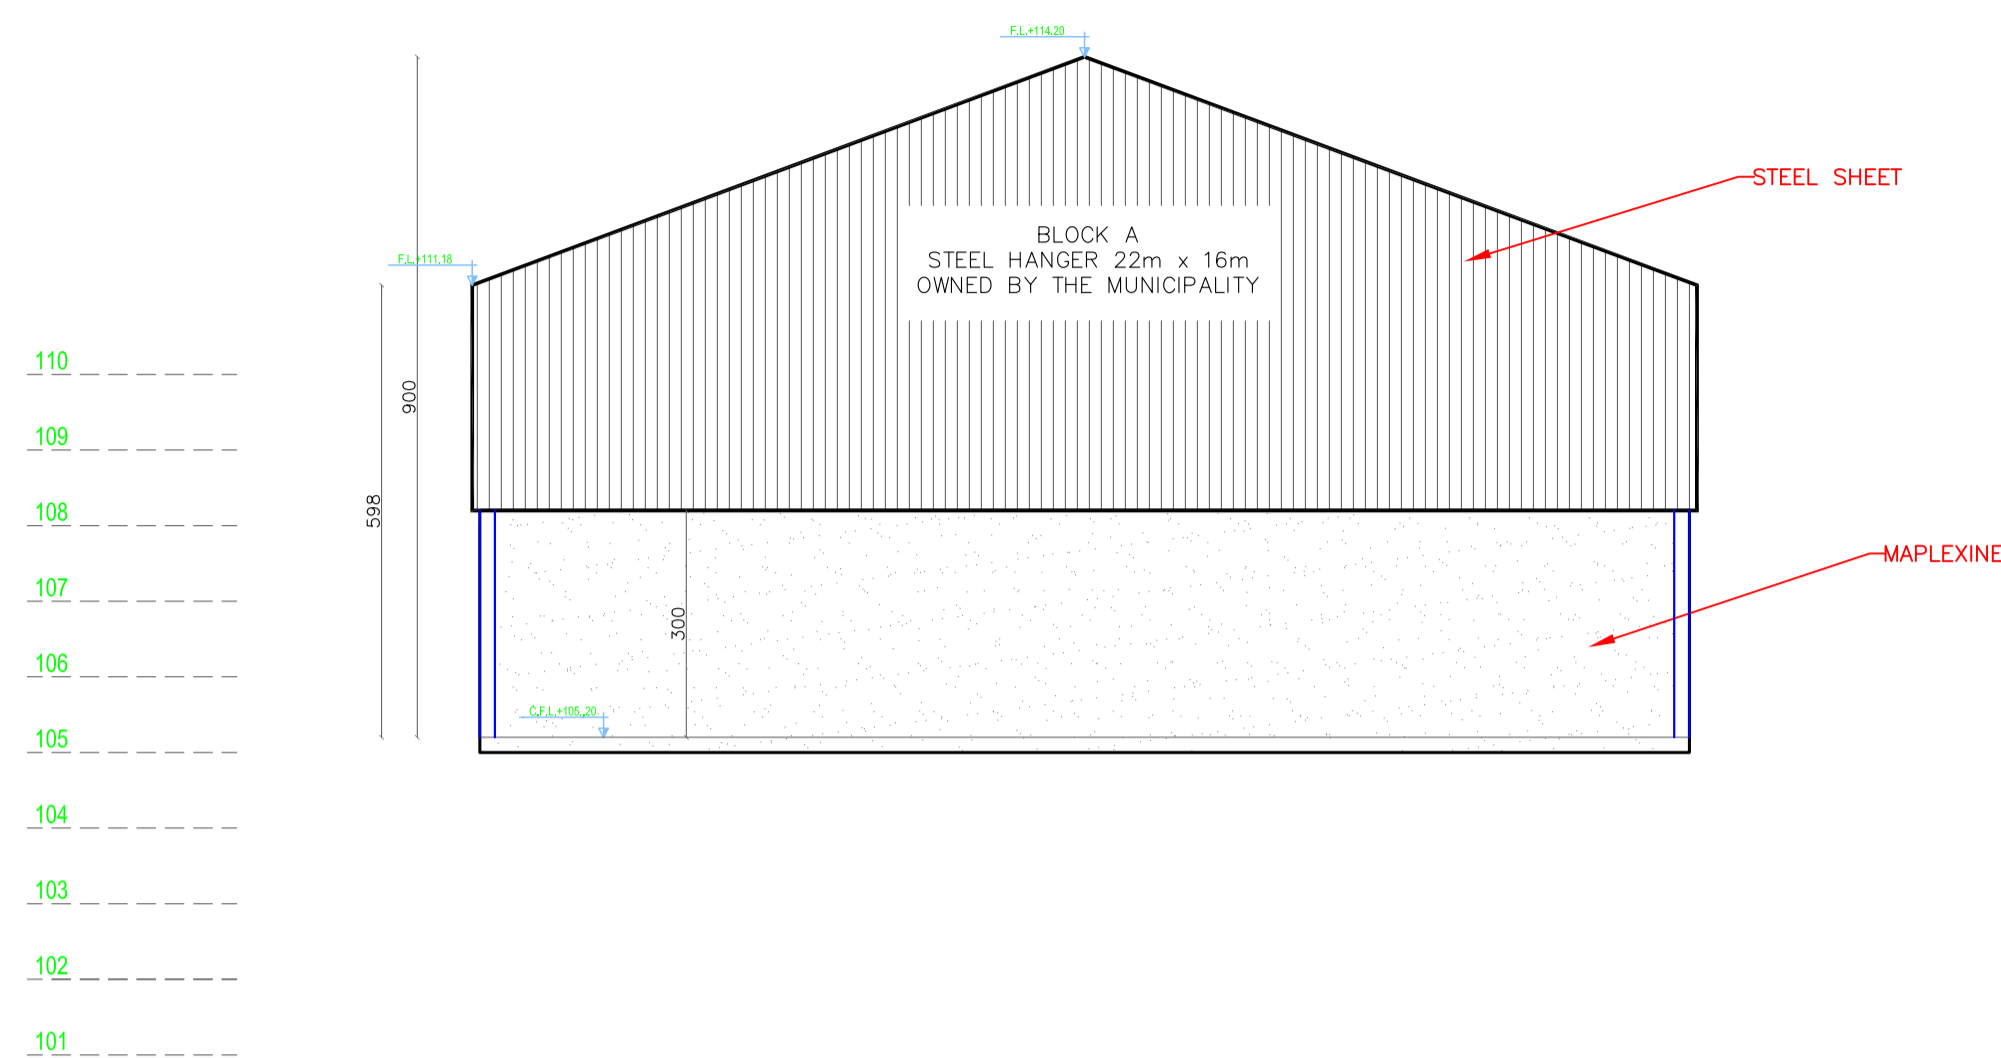 F.L.+114.20
STEEL SHEET
BLOCK A
STEEL HANGER 22m x 16m
OWNED BY THE MUNICIPALITY
F.L.+111.18
110
900
109
598
108
MAPLEXINE
107
300
106
C.F.L.+105.20
105
104
103
102
101